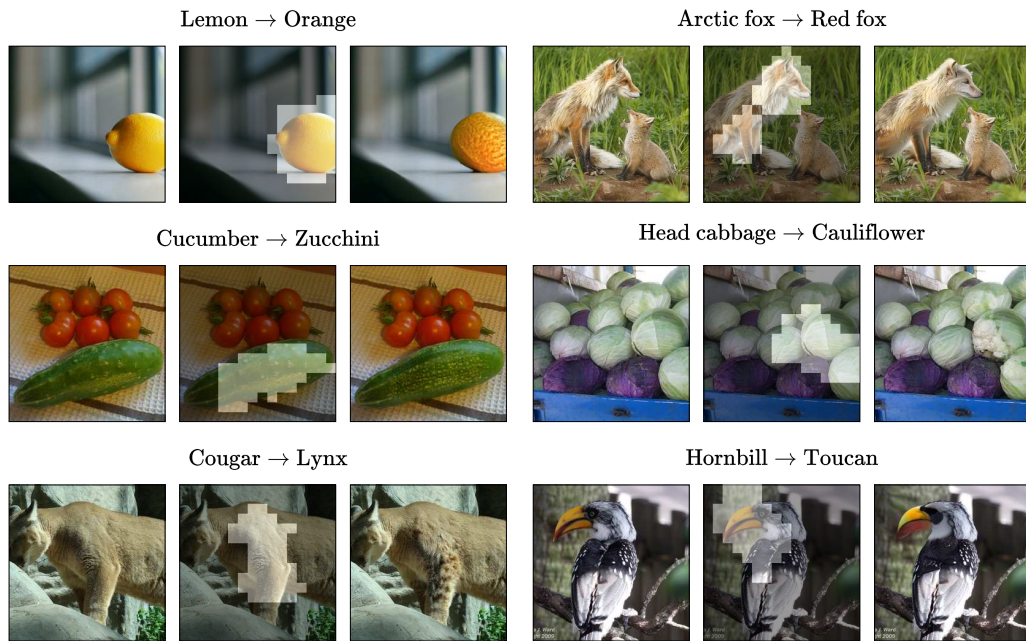 Lemon → Orange
Arctic fox → Red fox
Cucumber → Zucchini
Head cabbage → Cauliflower
Cougar → Lynx
Hornbill → Toucan